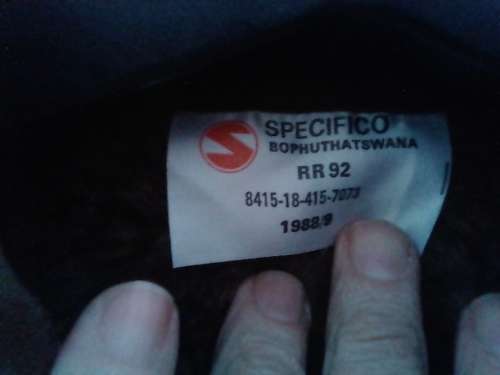 SPECIFICO
BOPHUTHATSWANA
RR 92
8415-18-415-7073
1988/9